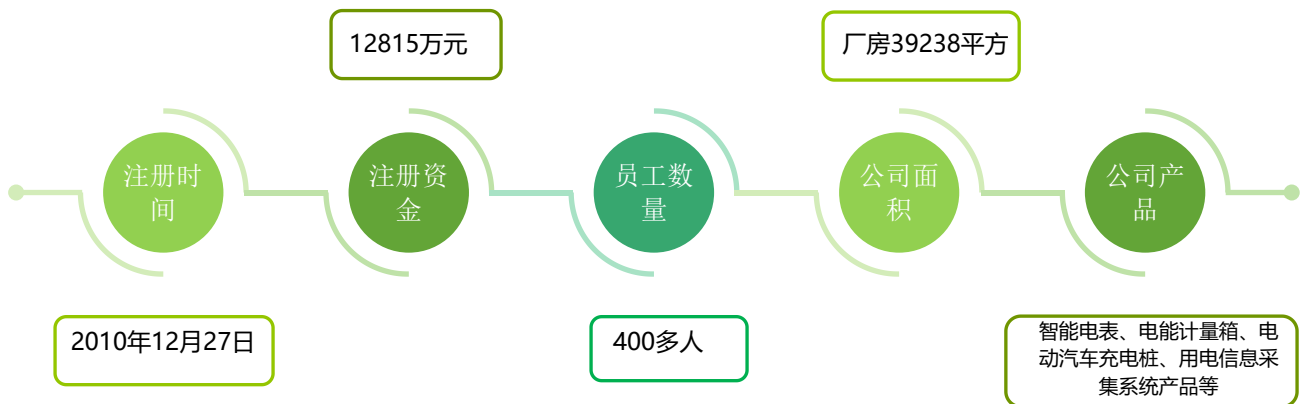 12815万元
厂房39238平方
注册时
间
注册资
金
员工数
量
公司面
积
公司产
品
2010年12月27日
400多人
智能电表、电能计量箱、电
动汽车充电桩、用电信息采
集系统产品等